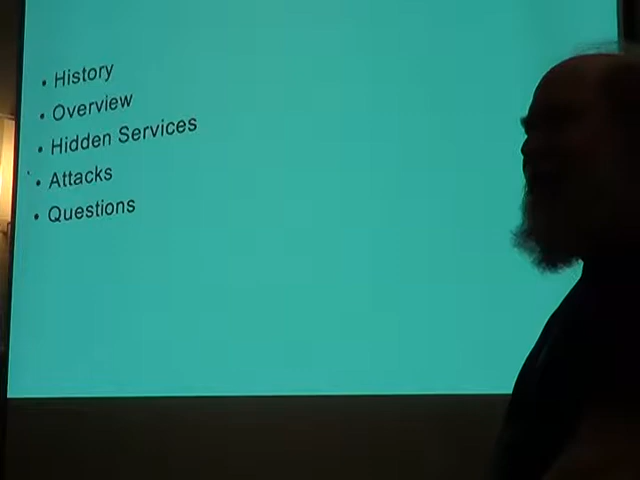 • History
• Overview
• Hidden Services
• Attacks
• Questions